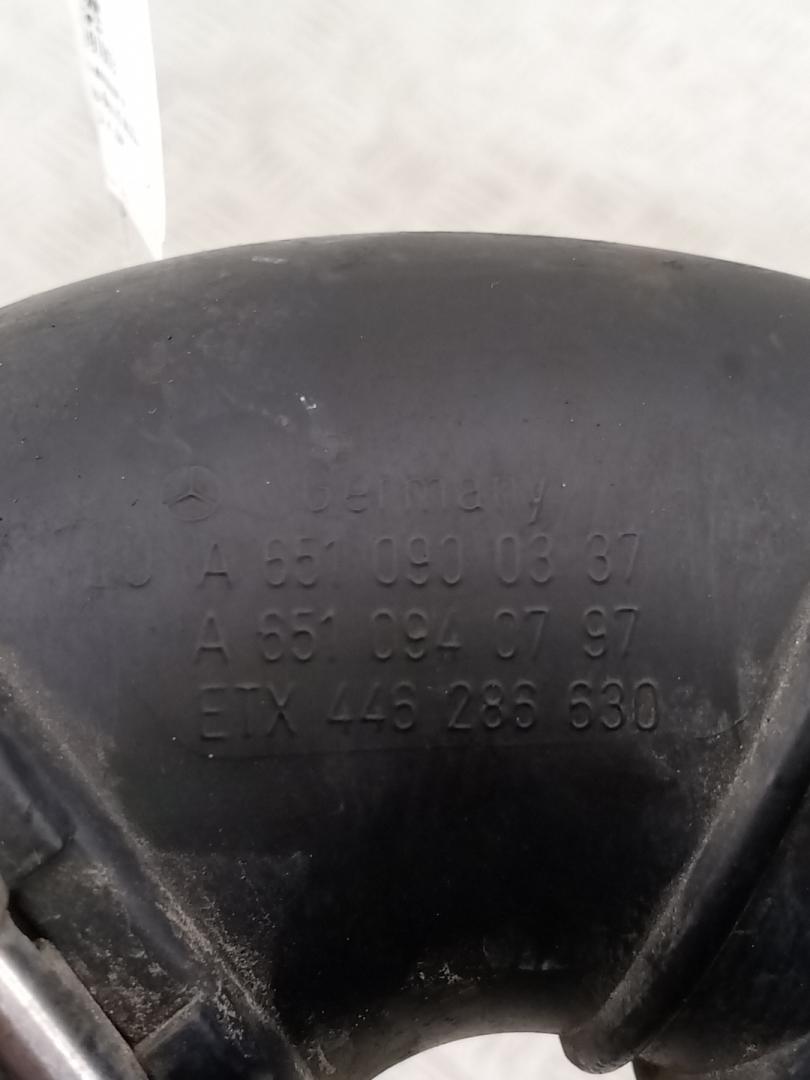 Germany
A 651 090 03 37
A 651 094 07 97
ETX 446 286 630